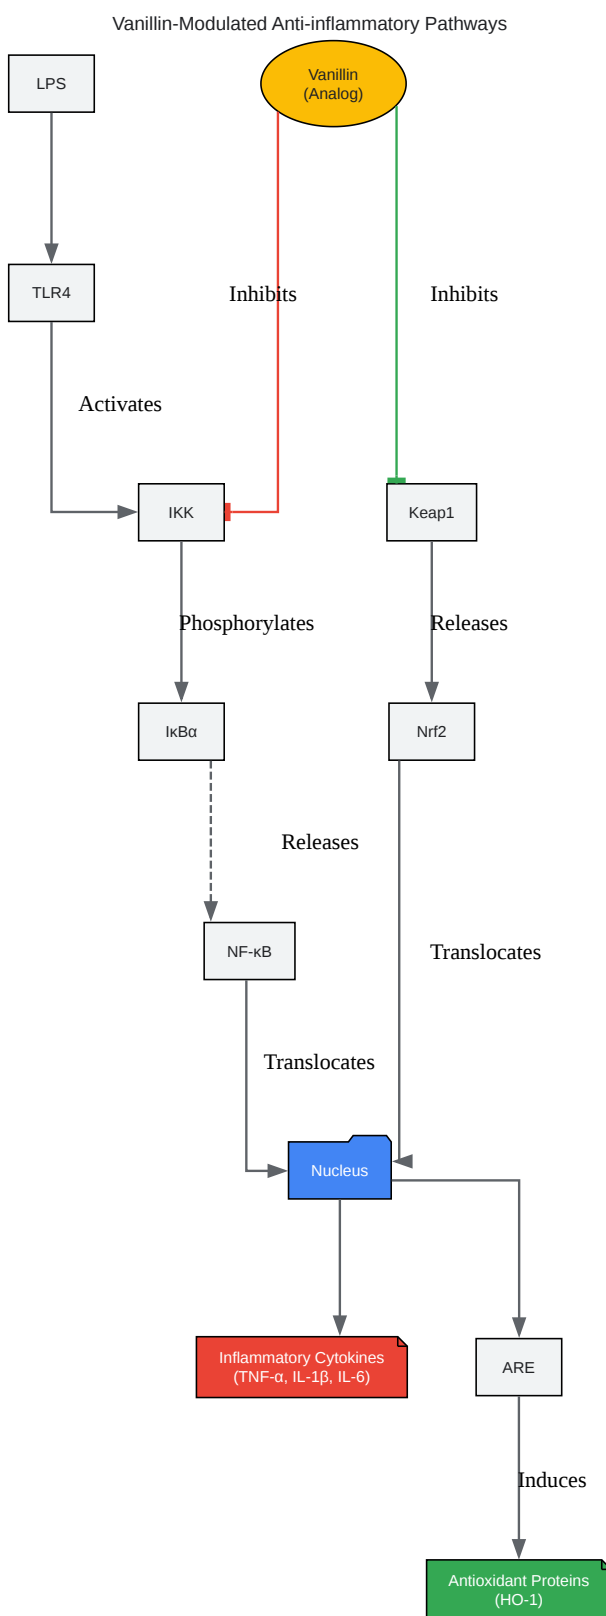 Vanillin-Modulated Anti-inflammatory Pathways
LPS
Vanillin
(Analog)
TLR4
Inhibits
Inhibits
Activates
IKK
Keap1
Phosphorylates
Releases
IκBα
Nrf2
Releases
NF-κB
Translocates
Translocates
Nucleus
Inflammatory Cytokines
(TNF-α, IL-1β, IL-6)
ARE
Induces
Antioxidant Proteins
(HO-1)